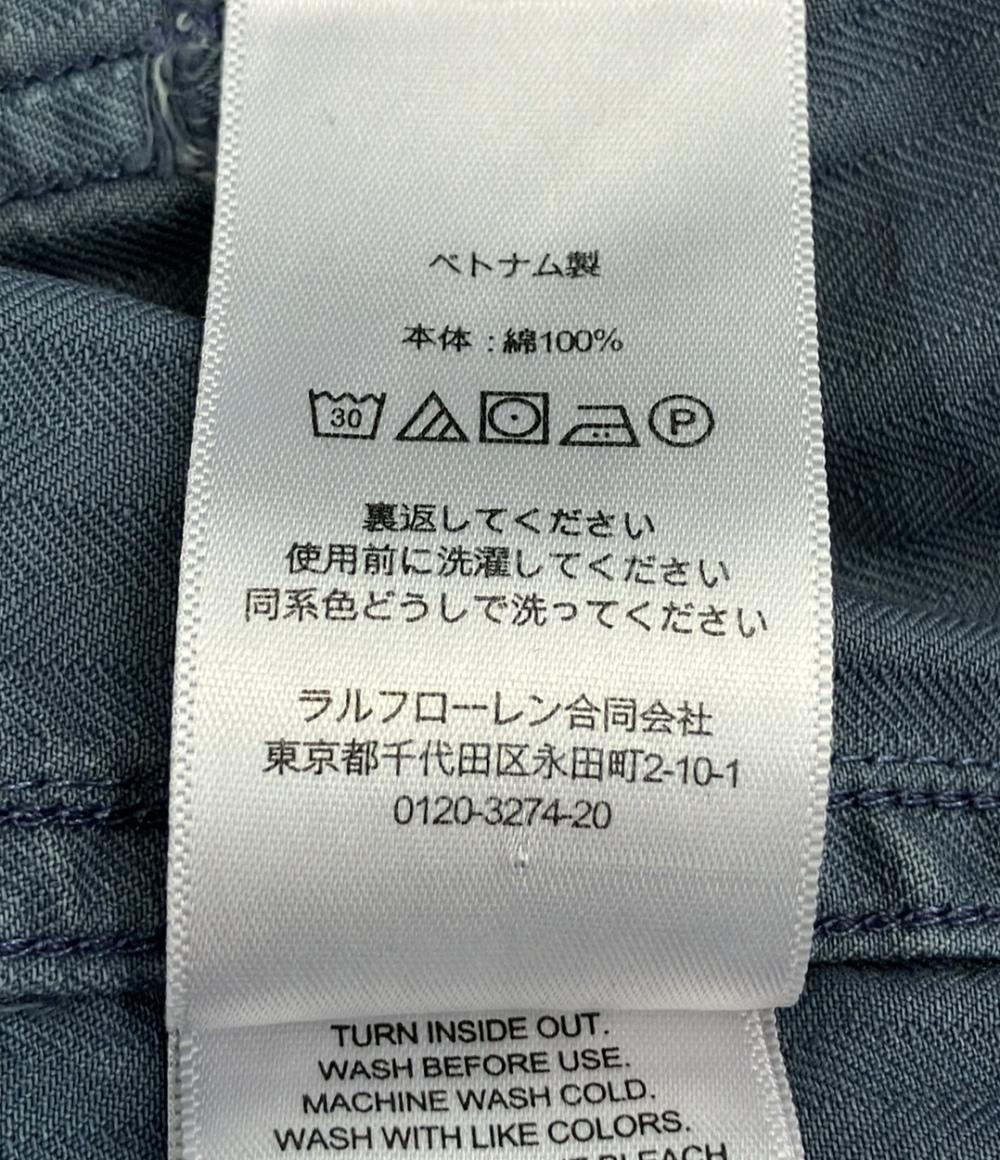 ベトナム製
本体 : 綿100%
30 P
裏返してください
使用前に洗濯してください
同系色どうしで洗ってください
ラルフローレン合同会社
東京都千代田区永田町2-10-1
0120-3274-20
TURN INSIDE OUT.
WASH BEFORE USE.
MACHINE WASH COLD.
WASH WITH LIKE COLORS.
BLEACH